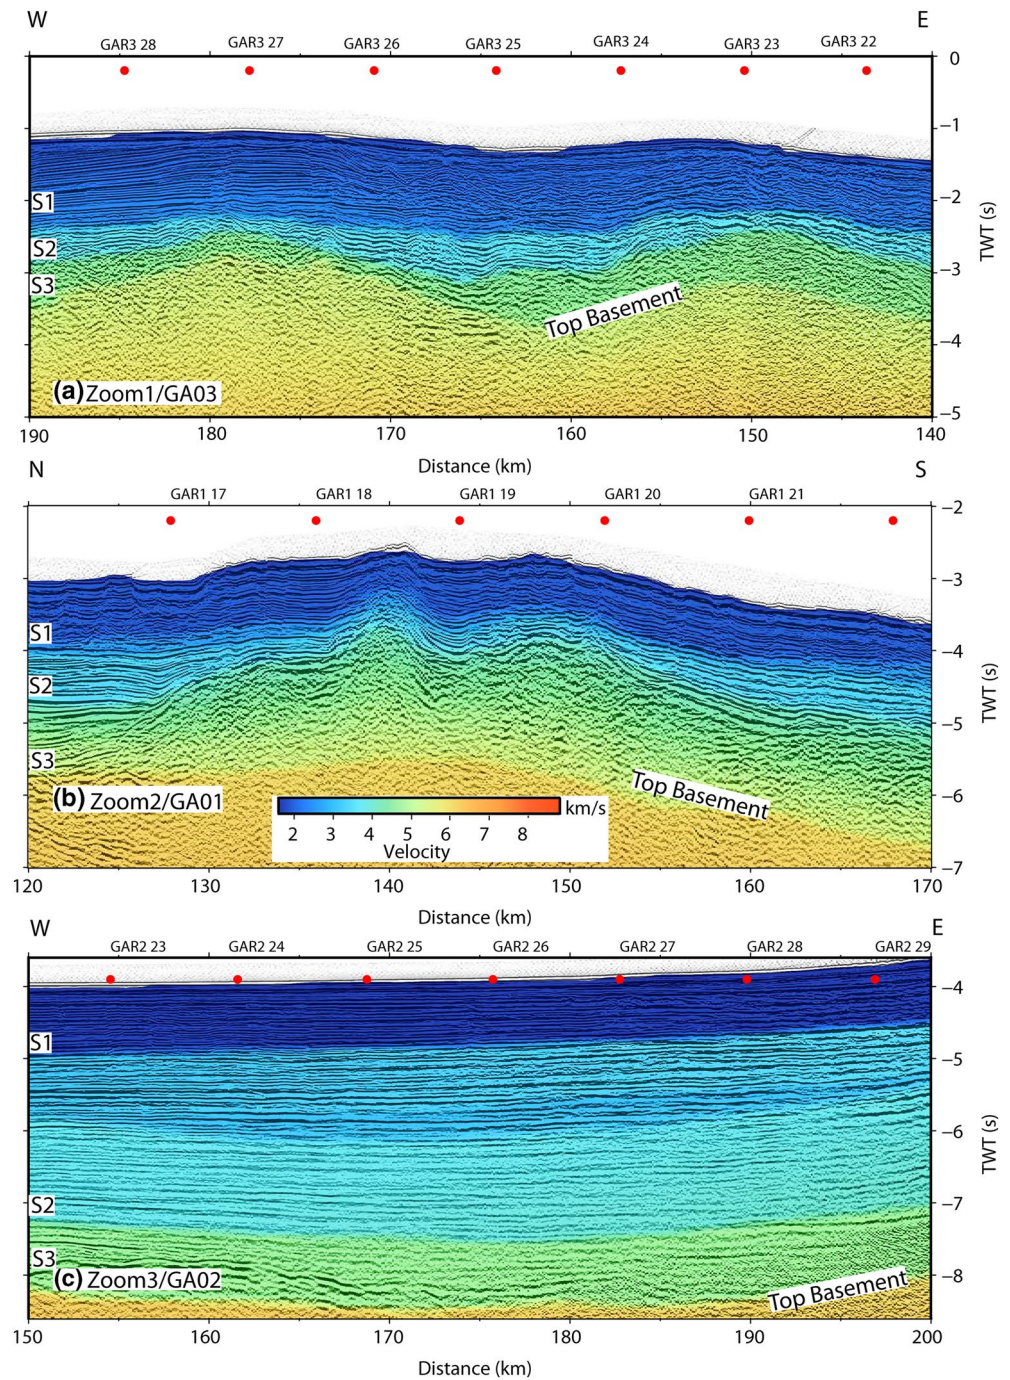 W E
GAR3 28 GAR3 27 GAR3 26 GAR3 25 GAR3 24 GAR3 23 GAR3 22
0
−1
−2
−3
−4
−5
TWT (s)
S1
S2
S3
Top Basement
(a) Zoom1/GA03
190 180 170 160 150 140
Distance (km)
N S
GAR1 17 GAR1 18 GAR1 19 GAR1 20 GAR1 21
−2
−3
−4
−5
−6
−7
TWT (s)
S1
S2
S3
Top Basement
(b) Zoom2/GA01
km/s
2 3 4 5 6 7 8
Velocity
120 130 140 150 160 170
Distance (km)
W E
GAR2 23 GAR2 24 GAR2 25 GAR2 26 GAR2 27 GAR2 28 GAR2 29
−4
−5
−6
−7
−8
TWT (s)
S1
S2
S3
(c) Zoom3/GA02
Top Basement
150 160 170 180 190 200
Distance (km)